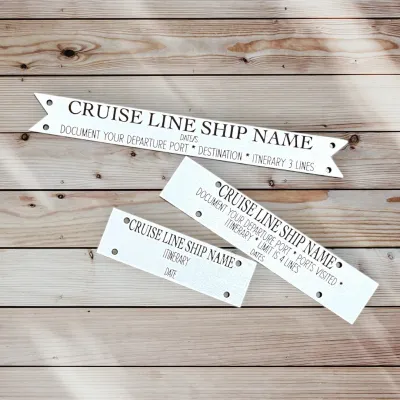 CRUISE LINE SHIP NAME
DATE/S
DOCUMENT YOUR DEPARTURE PORT * DESTINATION * ITINERARY 3 LINES
CRUISE LINE SHIP NAME
DOCUMENT YOUR DEPARTURE PORT * PORTS VISITED *
ITINERARY * LIMIT IS 4 LINES
DATES
CRUISE LINE SHIP NAME
ITINERARY
DATE